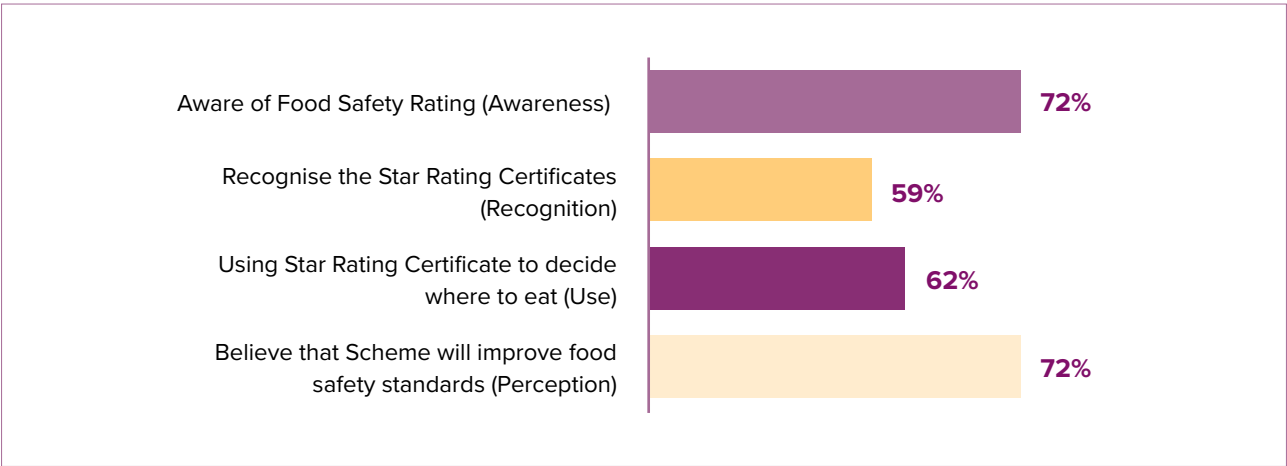 Aware of Food Safety Rating (Awareness)
72%
Recognise the Star Rating Certificates
(Recognition)
59%
Using Star Rating Certificate to decide
where to eat (Use)
62%
Believe that Scheme will improve food
safety standards (Perception)
72%